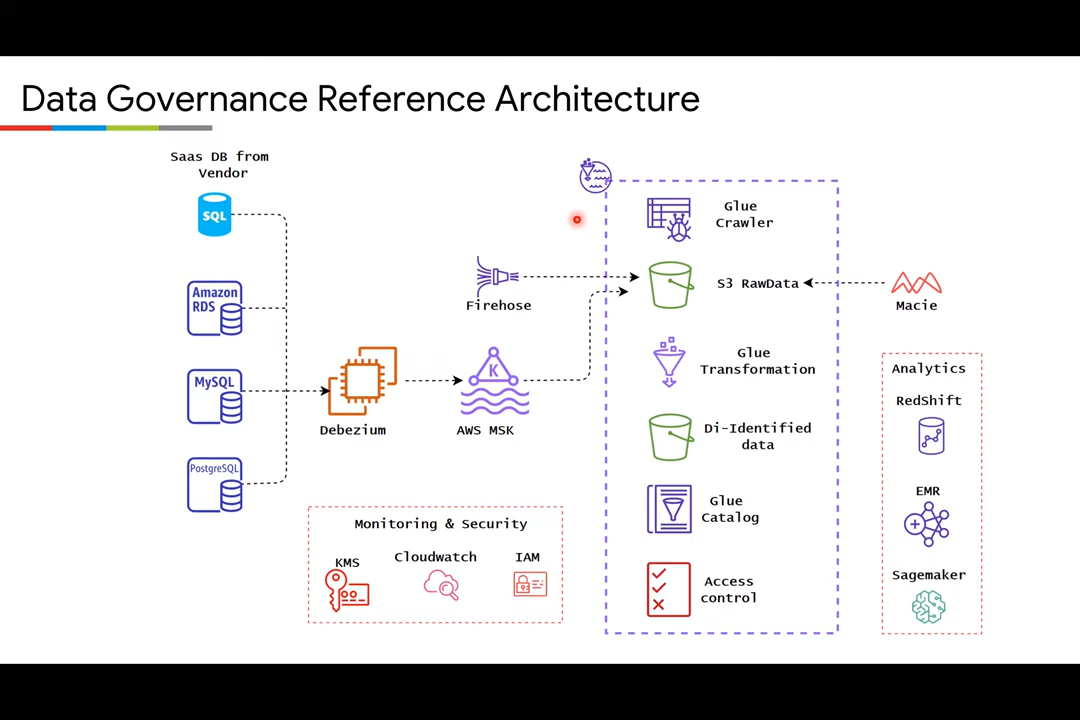 Data Governance Reference Architecture
Saas DB from
Vendor
SQL
Amazon
RDS
MySQL
PostgreSQL
Debezium
Firehose
K
AWS MSK
Monitoring & Security
KMS
Cloudwatch
IAM
Glue
Crawler
S3 RawData
Glue
Transformation
Di-Identified
data
Glue
Catalog
Access
control
Macie
Analytics
RedShift
EMR
Sagemaker